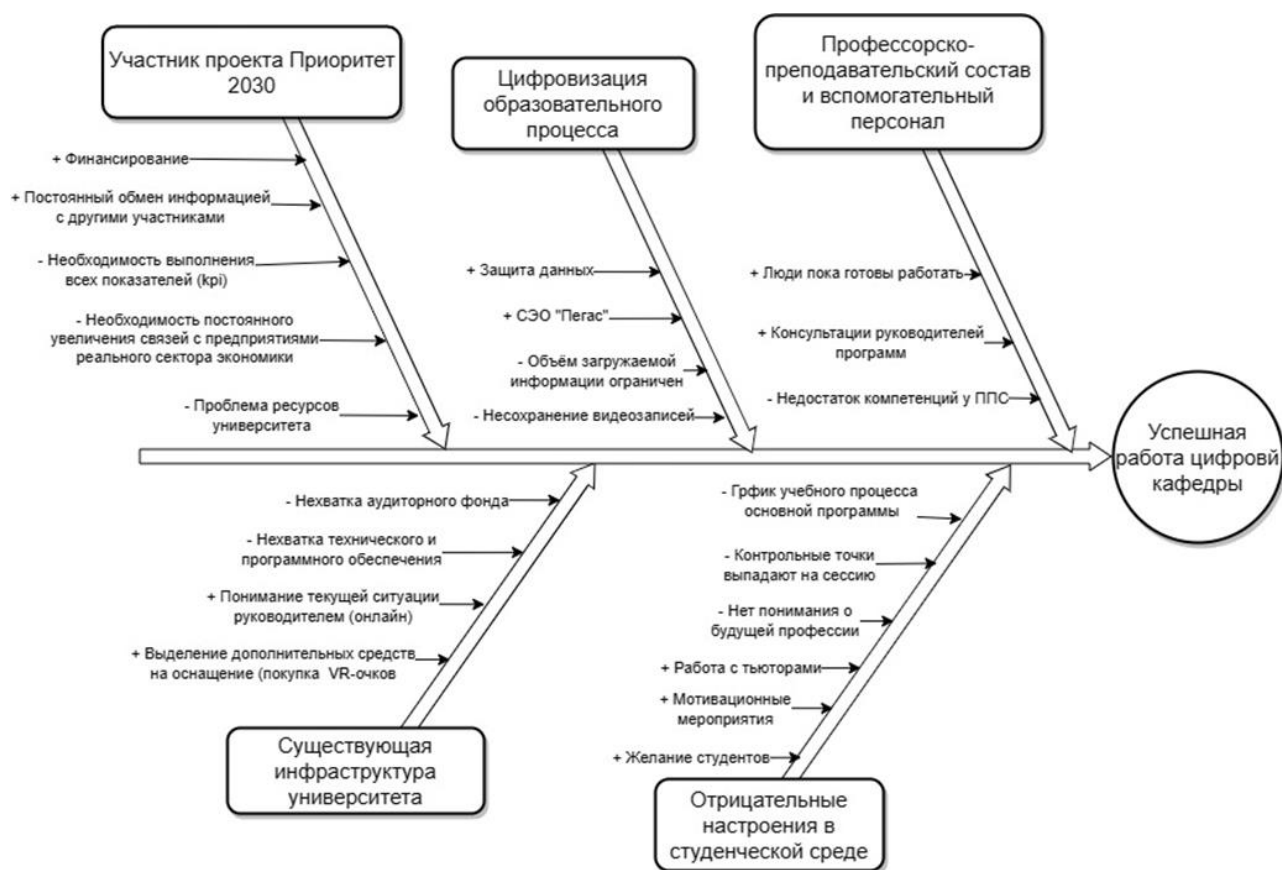 Участник проекта Приоритет
2030
+ Финансирование
+ Постоянный обмен информацией
с другими участниками
- Необходимость выполнения
всех показателей (kpi)
- Необходимость постоянного
увеличения связей с предприятиями
реального сектора экономики
- Проблема ресурсов
университета
Цифровизация
образовательного
процесса
+ Защита данных
+ СЭО "Пегас"
- Объём загружаемой
информации ограничен
- Несохранение видеозаписей
Профессорско-
преподавательский состав
и вспомогательный
персонал
+ Люди пока готовы работать
+ Консультации руководителей
программ
- Недостаток компетенций у ППС
Успешная
работа цифровй
кафедры
- Нехватка аудиторного фонда
- Нехватка технического и
программного обеспечения
+ Понимание текущей ситуации
руководителем (онлайн)
+ Выделение дополнительных средств
на оснащение (покупка VR-очков
Существующая
инфраструктура
университета
- Грфик учебного процесса
основной программы
- Контрольные точки
выпадают на сессию
- Нет понимания о
будущей профессии
+ Работа с тьюторами
+ Мотивационные
мероприятия
+ Желание студентов
Отрицательные
настроения в
студенческой среде